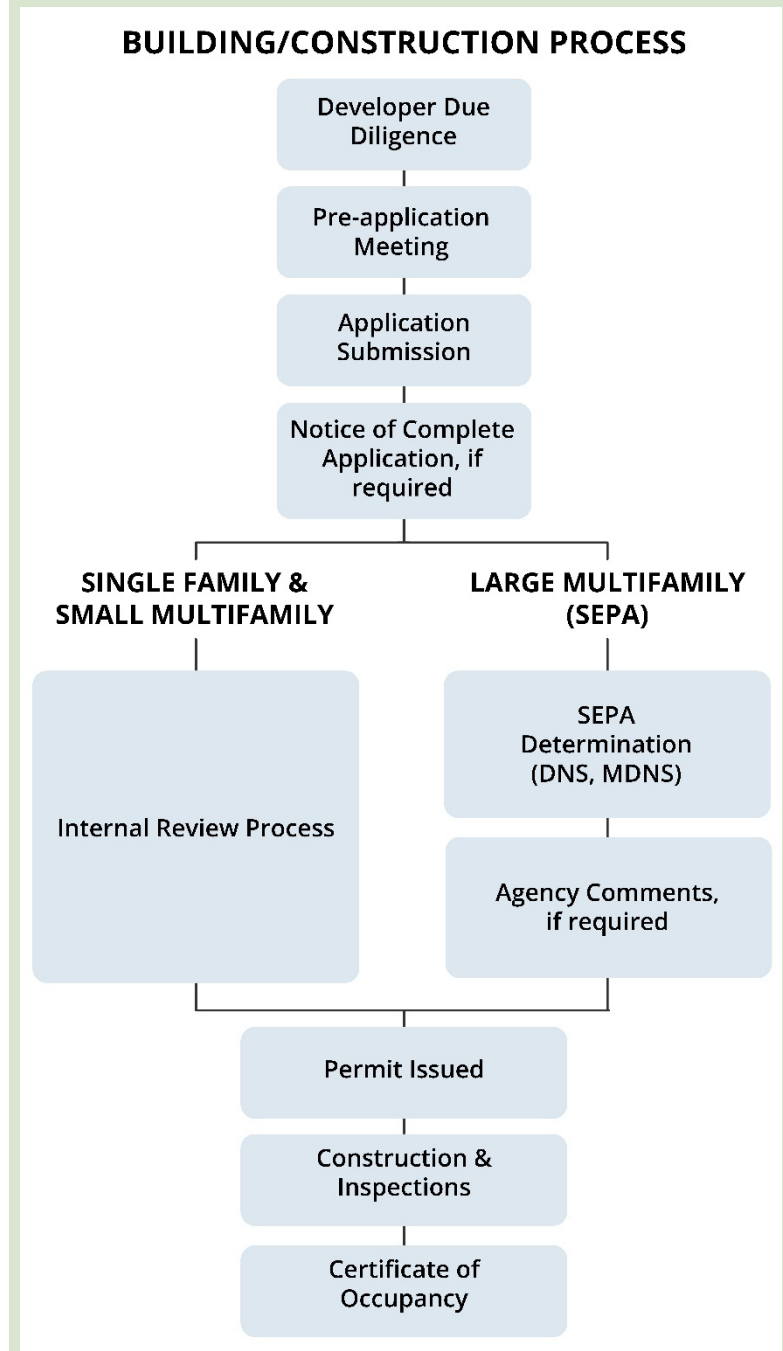 BUILDING/CONSTRUCTION PROCESS
Developer Due
Diligence
Pre-application
Meeting
Application
Submission
Notice of Complete
Application, if
required
SINGLE FAMILY &
SMALL MULTIFAMILY
Internal Review Process
LARGE MULTIFAMILY
(SEPA)
SEPA
Determination
(DNS, MDNS)
Agency Comments,
if required
Permit Issued
Construction &
Inspections
Certificate of
Occupancy